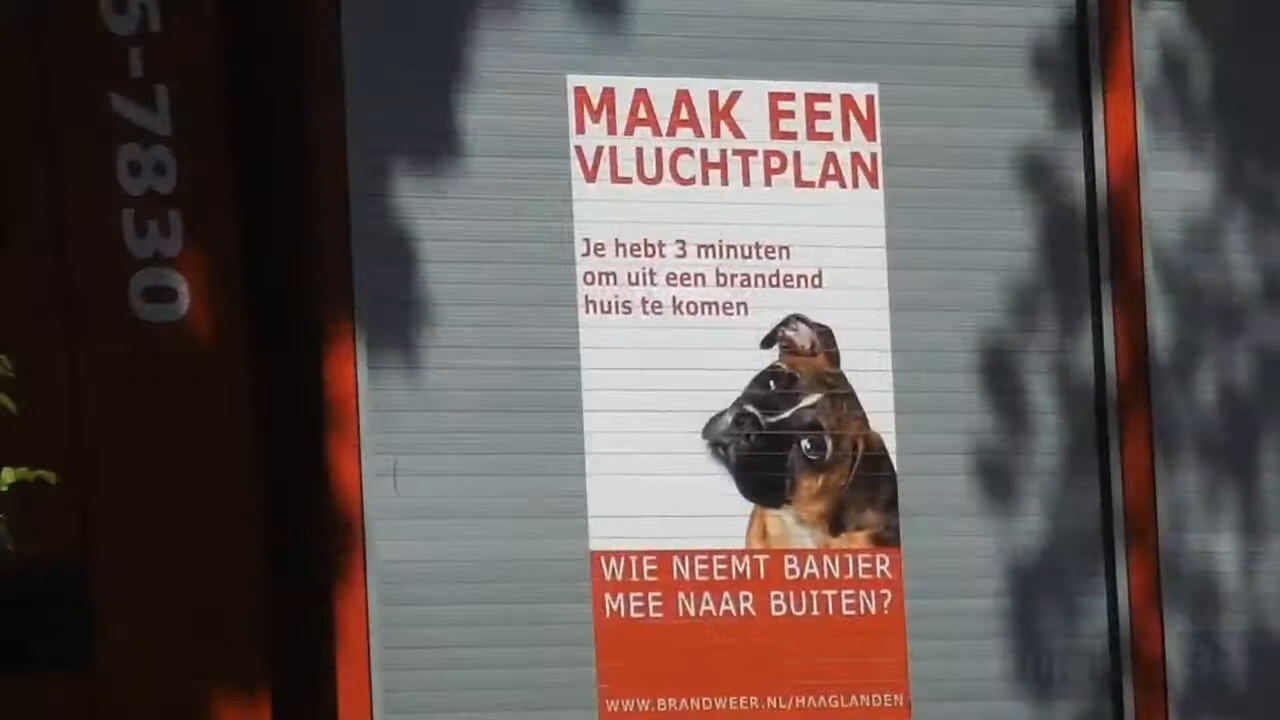 5-7830
MAAK EEN
VLUCHTPLAN
Je hebt 3 minuten
om uit een brandend
huis te komen
WIE NEEMT BANJER
MEE NAAR BUITEN?
WWW.BRANDWEER.NL/HAAGLANDEN